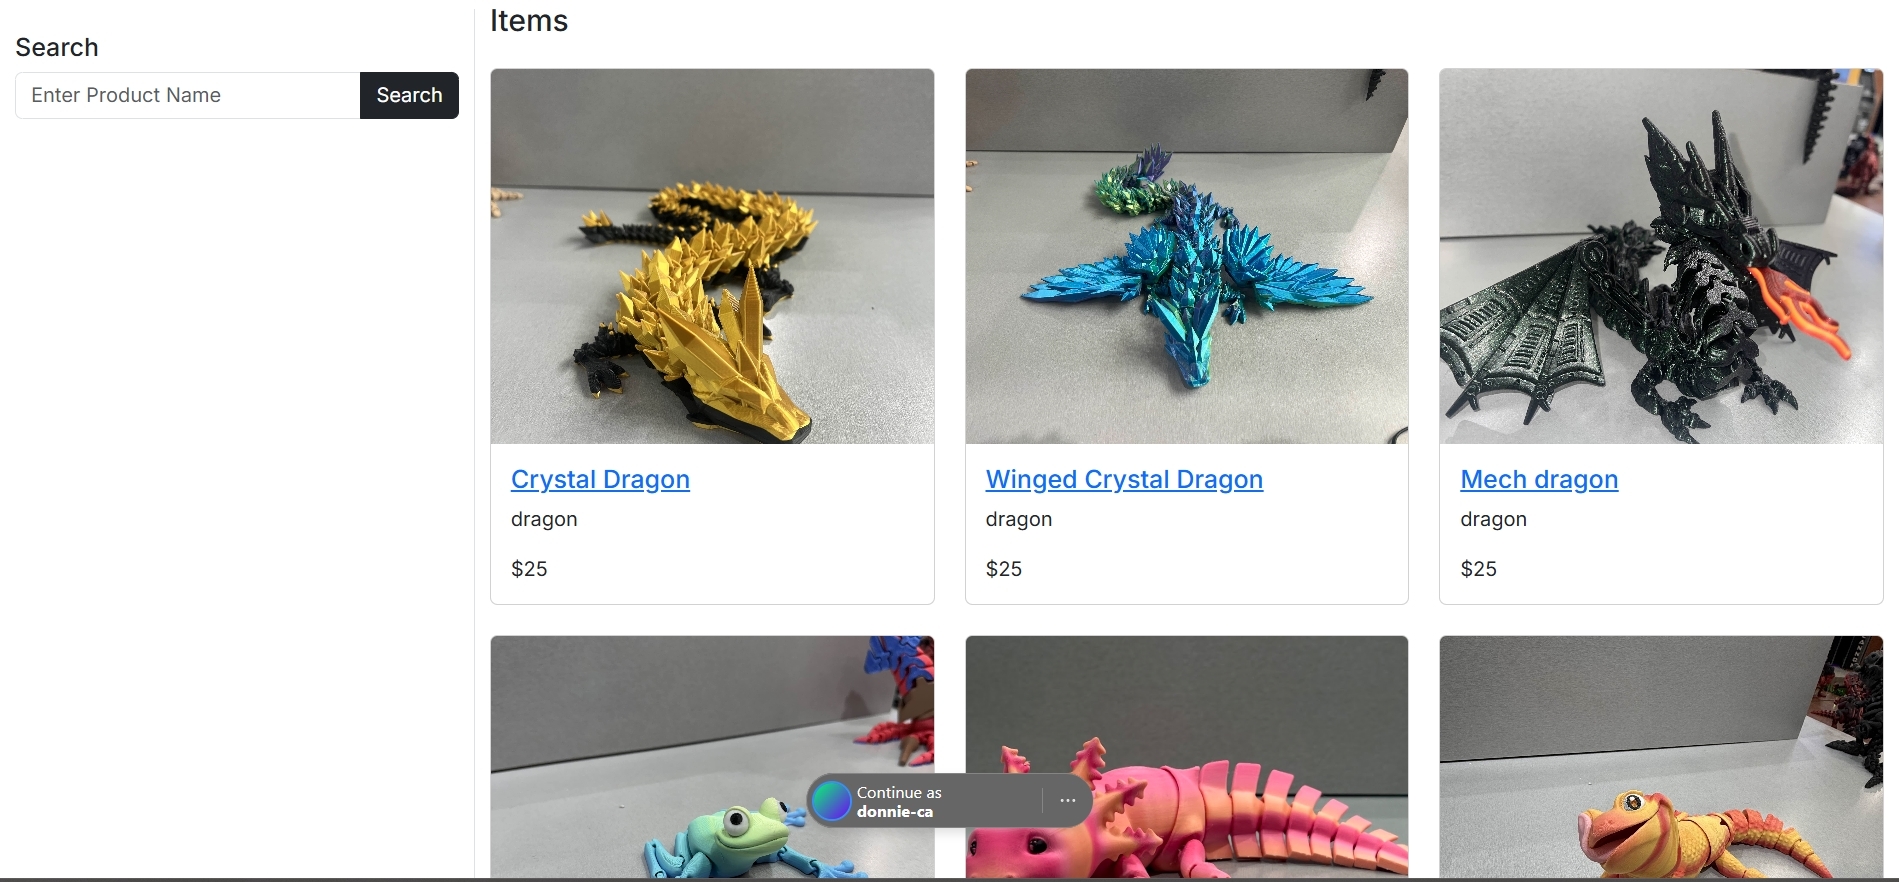 Items
Search
Enter Product Name
Search
Crystal Dragon
dragon
$25
Winged Crystal Dragon
dragon
$25
Mech dragon
dragon
$25
Continue as
donnie-ca